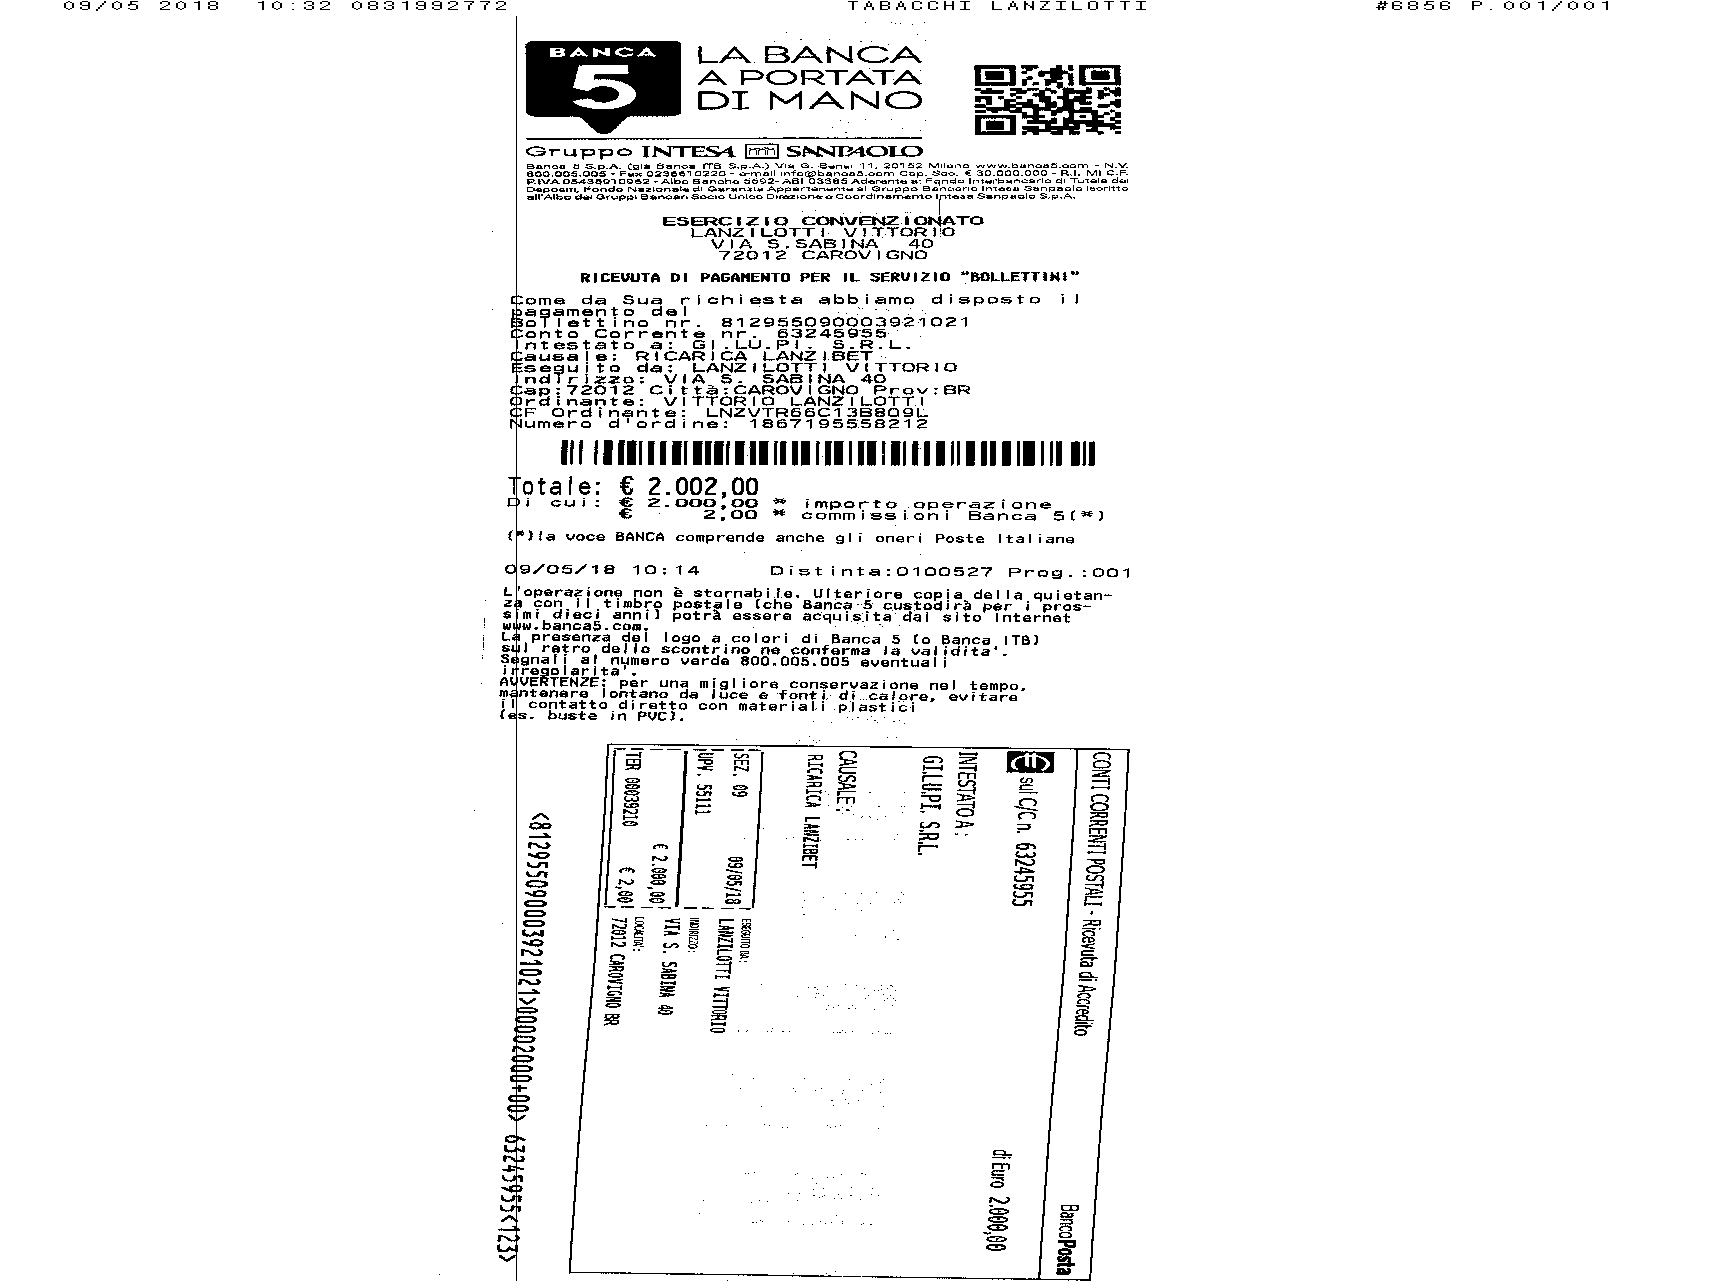 09/05 2018 10:32 0831992772 TABACCHI LANZILOTTI #6856 P.001/001
BANCA
5
LA BANCA
A PORTATA
DI MANO
Gruppo INTESA SANPAOLO
Banca 5 S.p.A. (già Banca ITB S.p.A.) Via G. Bensi 11, 20152 Milano www.banca5.com - N.V.
800.005.005 - Fax 0236610220 - e-mail info@banca5.com Cap. Soc. € 30.000.000 - R.I. MI C.F.
P.IVA 05438910962 - Albo Banche 5692- ABI 03385 Aderente a: Fondo Interbancario di Tutela dei
Depositi, Fondo Nazionale di Garanzia Appartenente al Gruppo Bancario Intesa Sanpaolo iscritto
all'Albo dei Gruppi Bancari Socio Unico Direzione e Coordinamento Intesa Sanpaolo S.p.A.
ESERCIZIO CONVENZIONATO
LANZILOTTI VITTORIO
VIA S.SABINA 40
72012 CAROVIGNO
RICEVUTA DI PAGAMENTO PER IL SERVIZIO "BOLLETTINI"
Come da Sua richiesta abbiamo disposto il
pagamento del
Bollettino nr. 812955090003921021
Conto Corrente nr. 63245955
Intestato a: GI.LU.PI. S.R.L.
Causale: RICARICA LANZIBET
Eseguito da: LANZILOTTI VITTORIO
Indirizzo: VIA S. SABINA 40
Cap:72012 Città:CAROVIGNO Prov:BR
Ordinante: VITTORIO LANZILOTTI
CF Ordinante: LNZVTR66C13B809L
Numero d'ordine: 1867195558212
Totale: € 2.002,00
Di cui: € 2.000,00 * importo operazione
€ 2,00 * commissioni Banca 5(*)
(*)la voce BANCA comprende anche gli oneri Poste Italiane
09/05/18 10:14 Distinta:0100527 Prog.:001
L'operazione non è stornabile. Ulteriore copia della quietan-
za con il timbro postale (che Banca 5 custodirà per i pros-
simi dieci anni) potrà essere acquisita dal sito Internet
www.banca5.com.
La presenza del logo a colori di Banca 5 (o Banca ITB)
sul retro dello scontrino ne conferma la validita'.
Segnali al numero verde 800.005.005 eventuali
irregolarita'.
AVVERTENZE: per una migliore conservazione nel tempo,
mantenere lontano da luce e fonti di calore, evitare
il contatto diretto con materiali plastici
(es. buste in PVC).
CONTI CORRENTI POSTALI - Ricevuta di Accredito BancoPosta
sul C/C n. 63245955 di Euro 2.000,00
INTESTATO A:
GI.LU.PI. S.R.L.
CAUSALE:
RICARICA LANZIBET
SEZ. 09 09/05/18
UPV. 55111
€ 2.000,00
TER 00039210 € 2,00
ESEGUITO DA:
LANZILOTTI VITTORIO
INDIRIZZO:
VIA S. SABINA 40
LOCALITA':
72012 CAROVIGNO BR
<812955090003921021>00002000+00> 63245955<123>